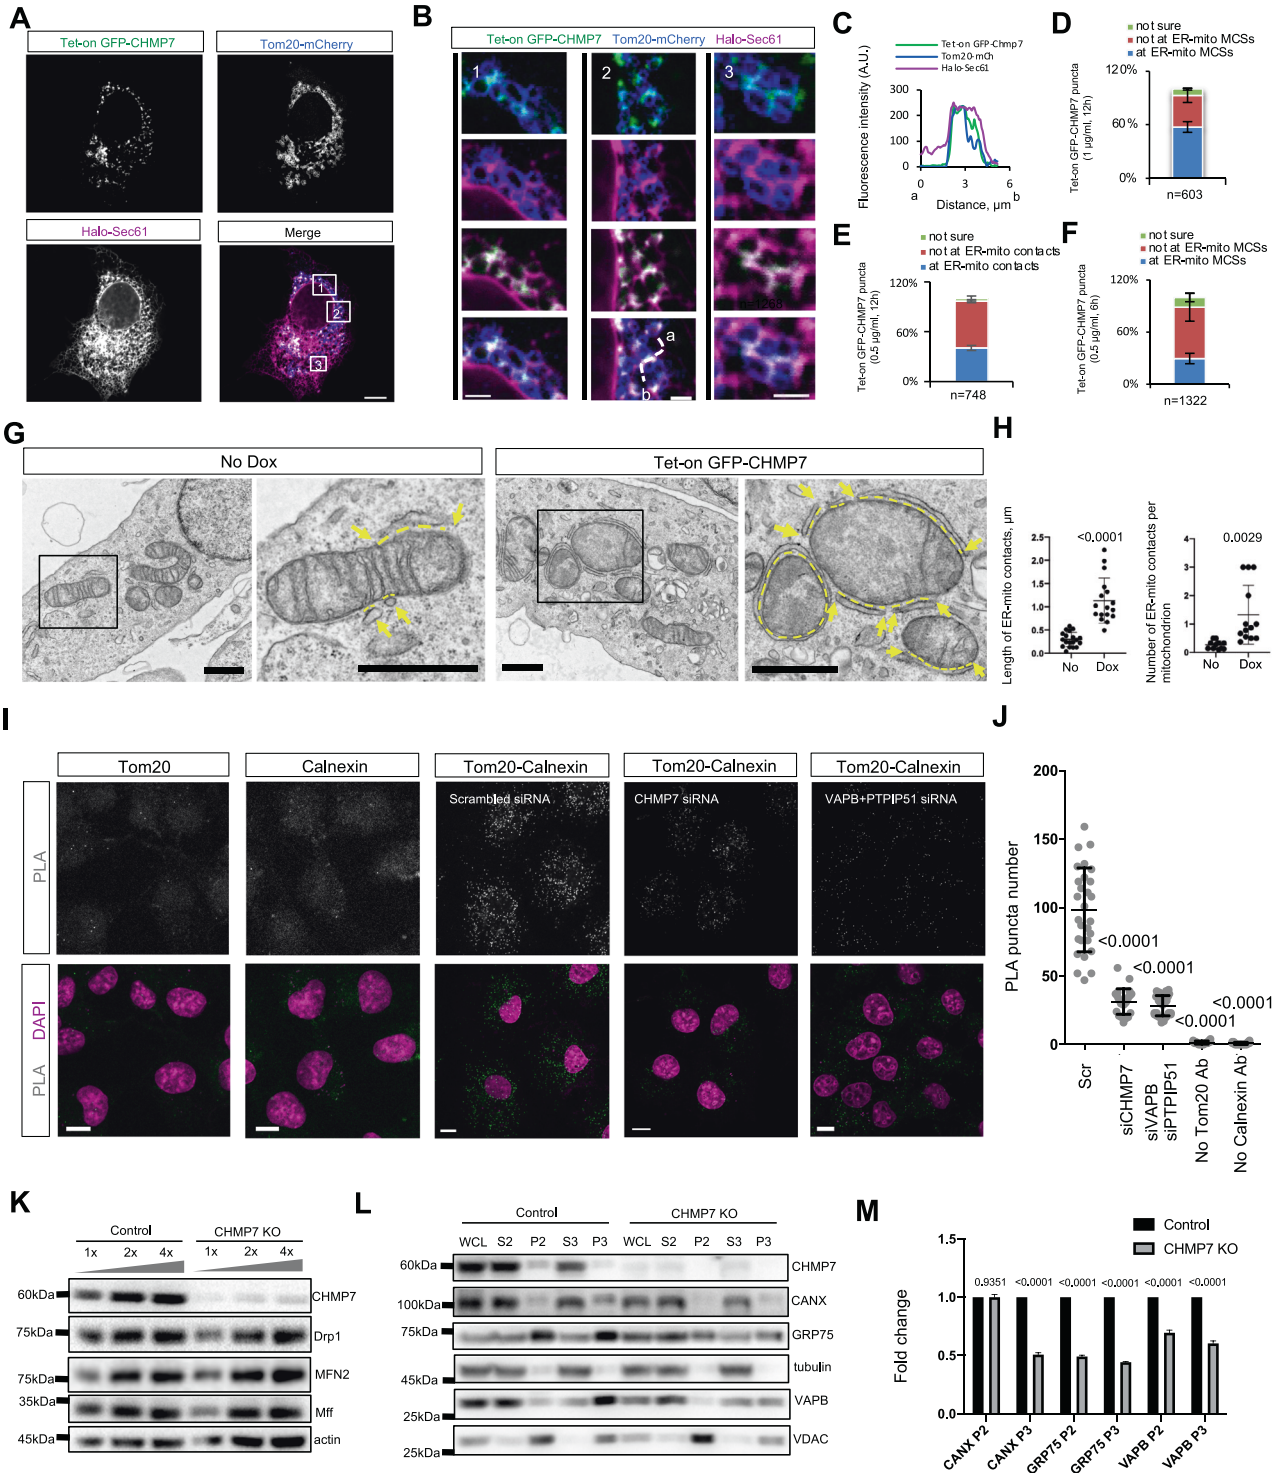 A
Tet-on GFP-CHMP7
Tom20-mCherry
Halo-Sec61
Merge
1
2
3
B
Tet-on GFP-CHMP7 Tom20-mCherry Halo-Sec61
1
2
3
n=1268
a
b
C
Tet-on GFP-Chmp7
Tom20-mCh
Halo-Sec61
Fluorescence intensity (A.U.)
300
200
100
0
0
3
6
a
b
Distance, µm
D
not sure
not at ER-mito MCSs
at ER-mito MCSs
Tet-on GFP-CHMP7 puncta
(1 µg/ml, 12h)
120%
60%
0%
n=603
E
not sure
not at ER-mito contacts
at ER-mito contacts
Tet-on GFP-CHMP7 puncta
(0.5 µg/ml, 12h)
120%
60%
0%
n=748
F
not sure
not at ER-mito MCSs
at ER-mito MCSs
Tet-on GFP-CHMP7 puncta
(0.5 µg/ml, 6h)
120%
60%
0%
n=1322
G
No Dox
Tet-on GFP-CHMP7
H
Length of ER-mito contacts, µm
2.5
2.0
1.5
1.0
0.5
0.0
<0.0001
No
Dox
Number of ER-mito contacts per
mitochondrion
4
3
2
1
0
0.0029
No
Dox
I
Tom20
Calnexin
Tom20-Calnexin
Tom20-Calnexin
Tom20-Calnexin
Scrambled siRNA
CHMP7 siRNA
VAPB+PTPIP51 siRNA
PLA
PLA DAPI
J
PLA puncta number
200
150
100
50
0
<0.0001
<0.0001
<0.0001
<0.0001
Scr
siCHMP7
siVAPB
siPTPIP51
No Tom20 Ab
No Calnexin Ab
K
Control
CHMP7 KO
1x 2x 4x 1x 2x 4x
60kDa
CHMP7
75kDa
Drp1
75kDa
MFN2
35kDa
Mff
45kDa
actin
L
Control
CHMP7 KO
WCL S2 P2 S3 P3 WCL S2 P2 S3 P3
60kDa
CHMP7
100kDa
CANX
75kDa
GRP75
45kDa
tubulin
25kDa
VAPB
25kDa
VDAC
M
Control
CHMP7 KO
Fold change
1.5
1.0
0.5
0.0
0.9351 <0.0001 <0.0001 <0.0001 <0.0001 <0.0001
CANX P2
CANX P3
GRP75 P2
GRP75 P3
VAPB P2
VAPB P3